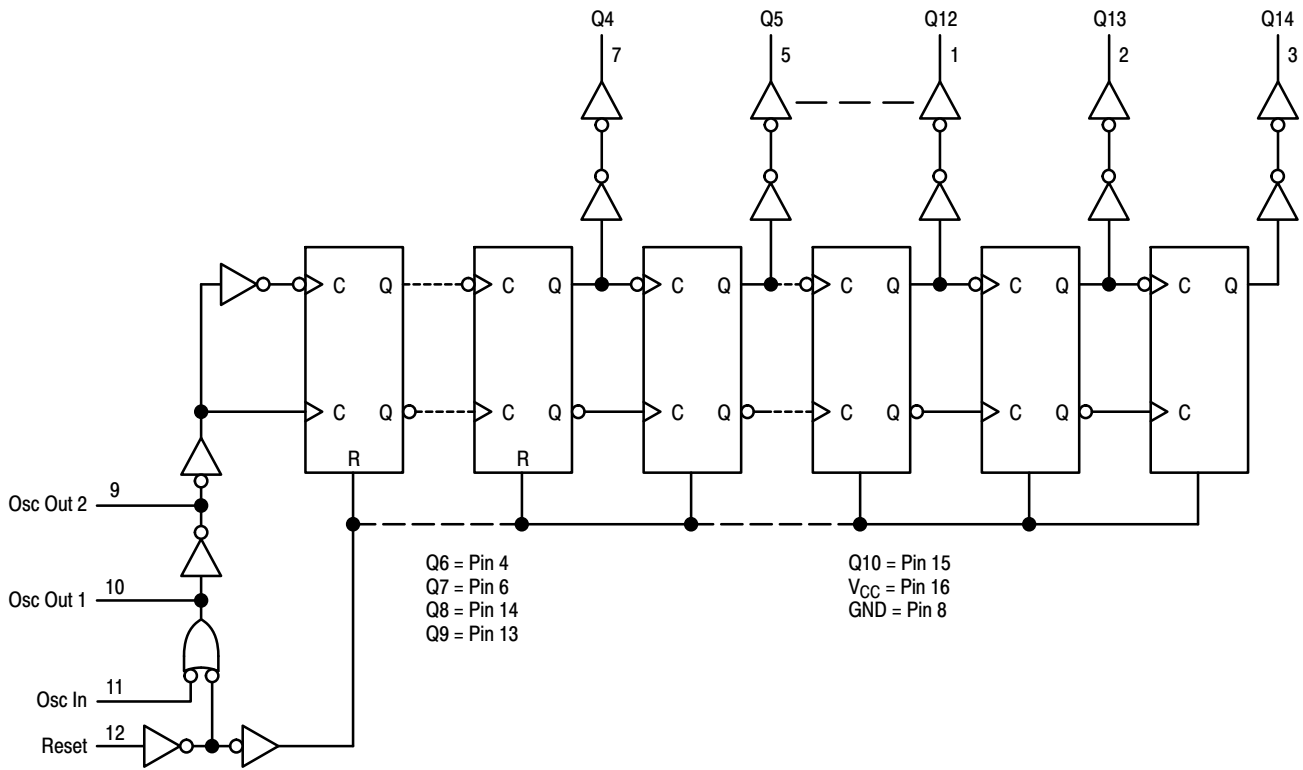 Q4 Q5 Q12 Q13 Q14
7 5 1 2 3
C Q C Q C Q C Q C Q C Q
C Q C Q C Q C Q C Q C
R R
Osc Out 2 9
Osc Out 1 10
Osc In 11
Reset 12
Q6 = Pin 4
Q7 = Pin 6
Q8 = Pin 14
Q9 = Pin 13
Q10 = Pin 15
VCC = Pin 16
GND = Pin 8